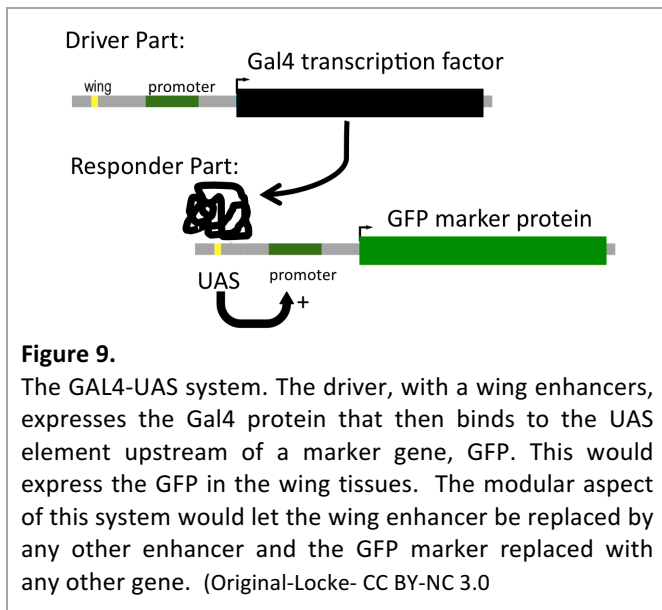 Driver Part:
Gal4 transcription factor
wing
promoter
Responder Part:
GFP marker protein
UAS
promoter
+
Figure 9.
The GAL4-UAS system. The driver, with a wing enhancers,
expresses the Gal4 protein that then binds to the UAS
element upstream of a marker gene, GFP. This would
express the GFP in the wing tissues. The modular aspect
of this system would let the wing enhancer be replaced by
any other enhancer and the GFP marker replaced with
any other gene. (Original-Locke- CC BY-NC 3.0